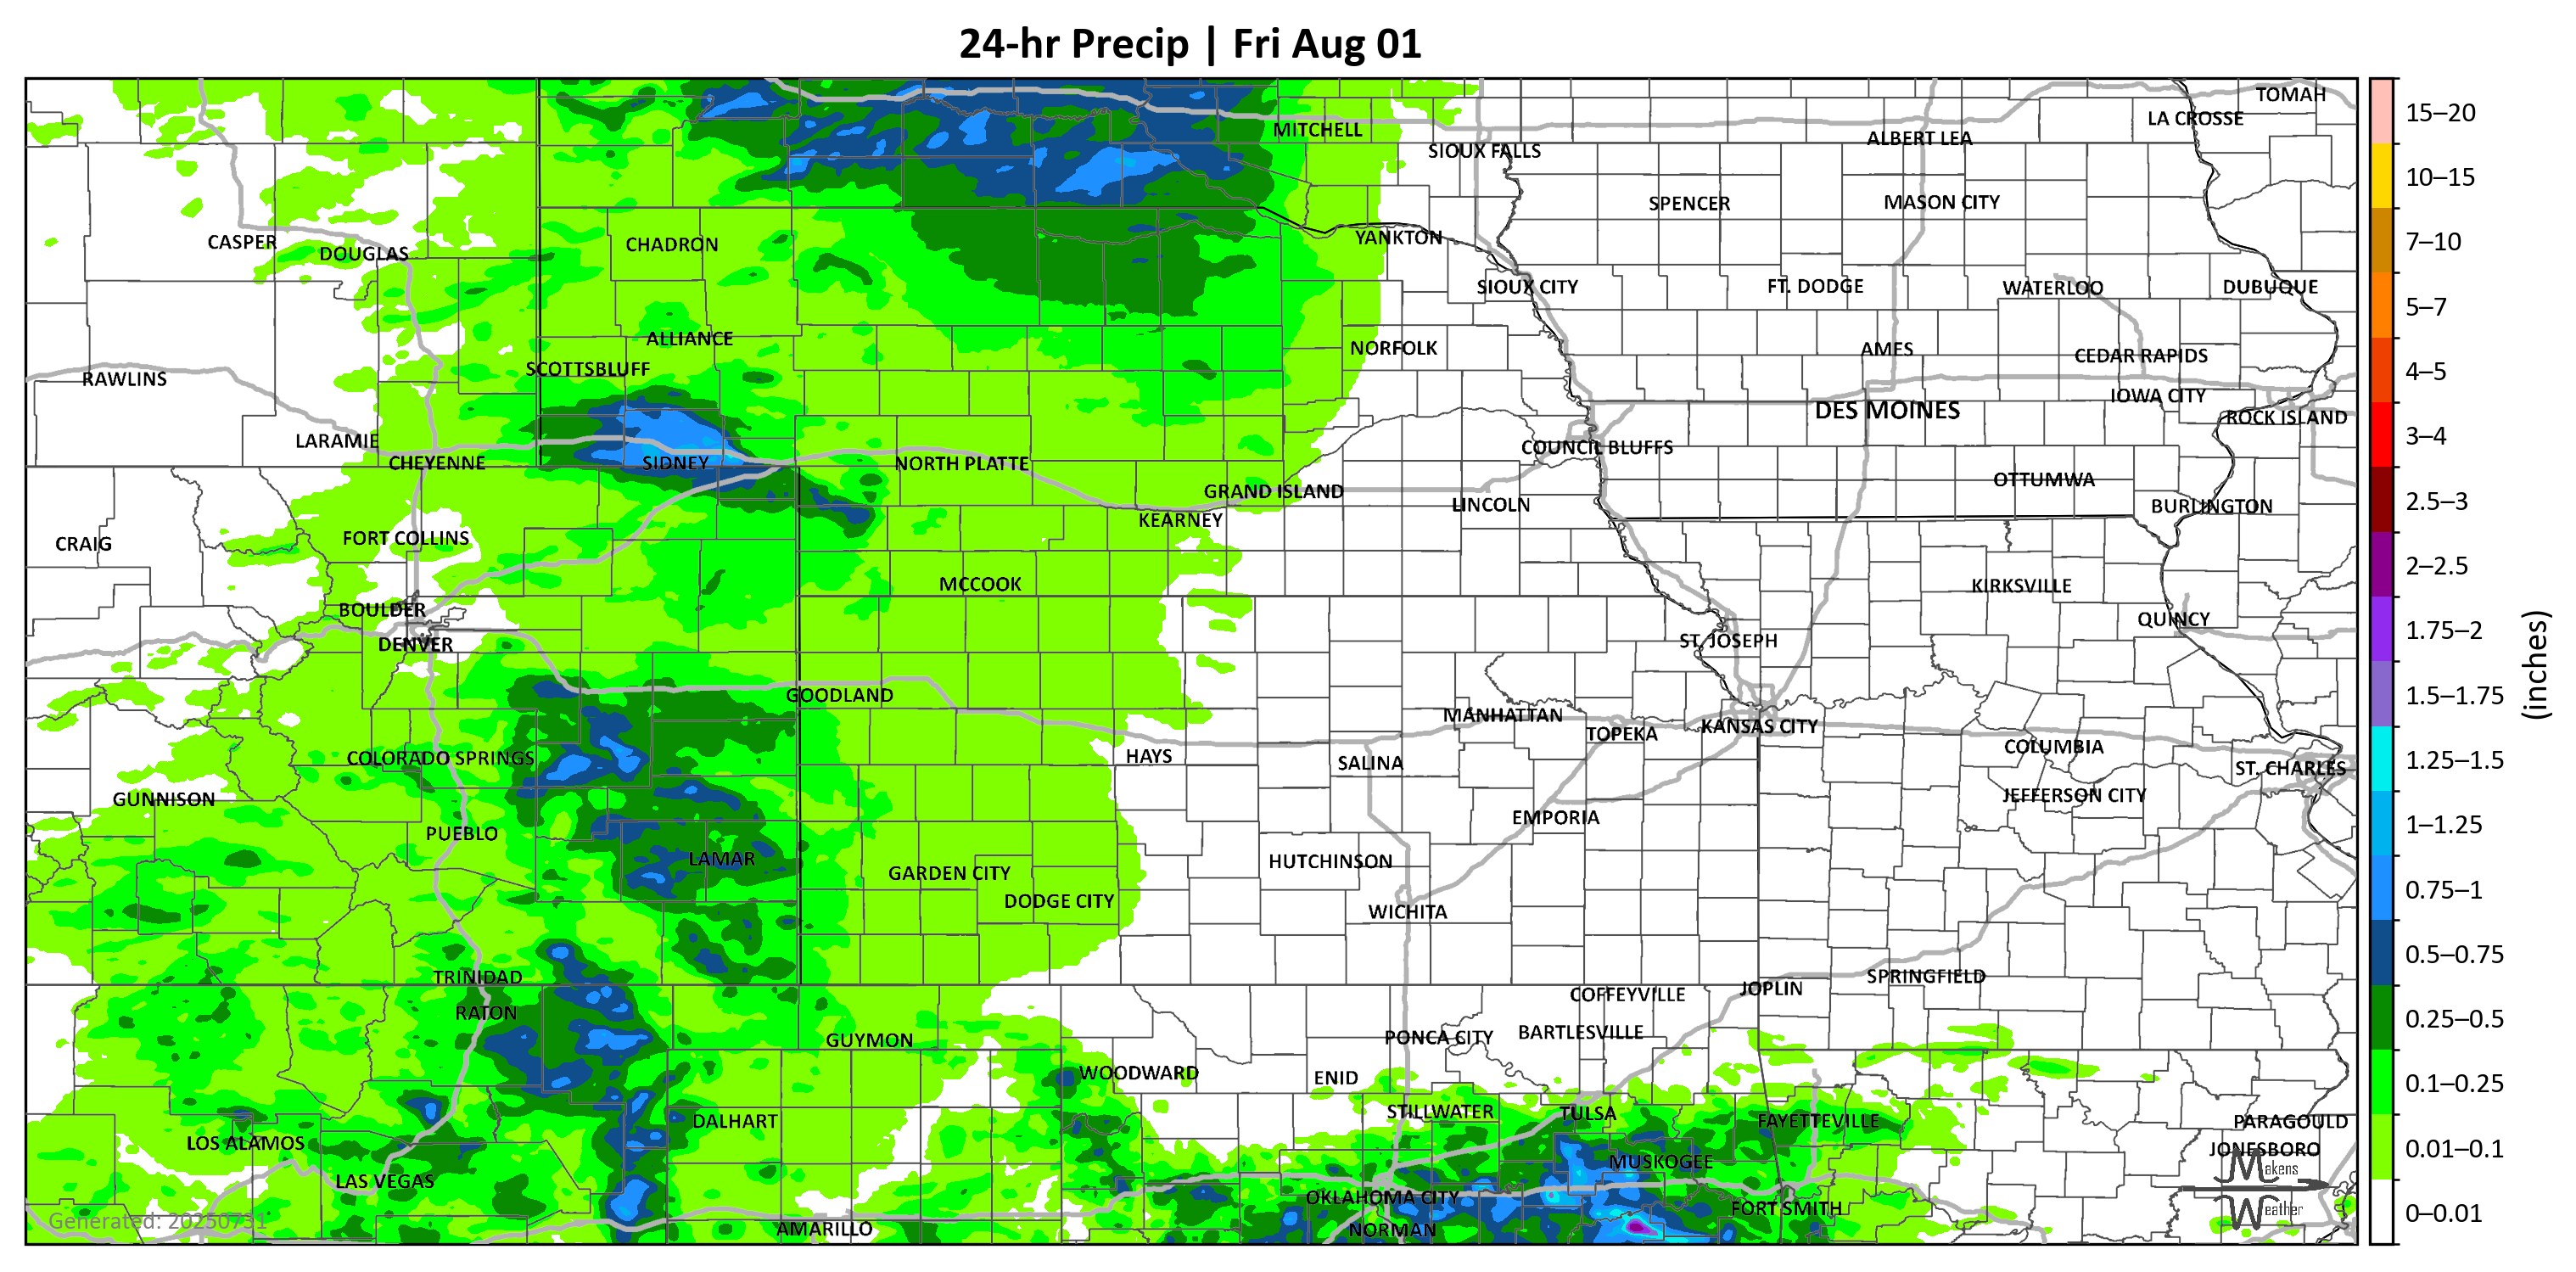 24-hr Precip | Fri Aug 01
TOMAH
LA CROSSE
MITCHELL
ALBERT LEA
SIOUX FALLS
SPENCER
MASON CITY
CASPER
CHADRON
YANKTON
DOUGLAS
SIOUX CITY
FT. DODGE
WATERLOO
DUBUQUE
ALLIANCE
NORFOLK
AMES
CEDAR RAPIDS
SCOTTSBLUFF
RAWLINS
IOWA CITY
DES MOINES
ROCK ISLAND
LARAMIE
COUNCIL BLUFFS
CHEYENNE
SIDNEY
NORTH PLATTE
OTTUMWA
GRAND ISLAND
LINCOLN
BURLINGTON
KEARNEY
FORT COLLINS
CRAIG
MCCOOK
KIRKSVILLE
BOULDER
QUINCY
DENVER
ST. JOSEPH
GOODLAND
MANHATTAN
KANSAS CITY
TOPEKA
COLUMBIA
COLORADO SPRINGS
HAYS
SALINA
ST. CHARLES
GUNNISON
JEFFERSON CITY
EMPORIA
PUEBLO
LAMAR
HUTCHINSON
GARDEN CITY
DODGE CITY
WICHITA
TRINIDAD
SPRINGFIELD
JOPLIN
COFFEYVILLE
RATON
BARTLESVILLE
PONCA CITY
GUYMON
WOODWARD
ENID
STILLWATER
TULSA
DALHART
FAYETTEVILLE
PARAGOULD
LOS ALAMOS
JONESBORO
MUSKOGEE
LAS VEGAS
OKLAHOMA CITY
FORT SMITH
AMARILLO
NORMAN
Generated: 20250731
Makens
Weather
15–20
10–15
7–10
5–7
4–5
3–4
2.5–3
2–2.5
1.75–2
1.5–1.75
1.25–1.5
1–1.25
0.75–1
0.5–0.75
0.25–0.5
0.1–0.25
0.01–0.1
0–0.01
(inches)